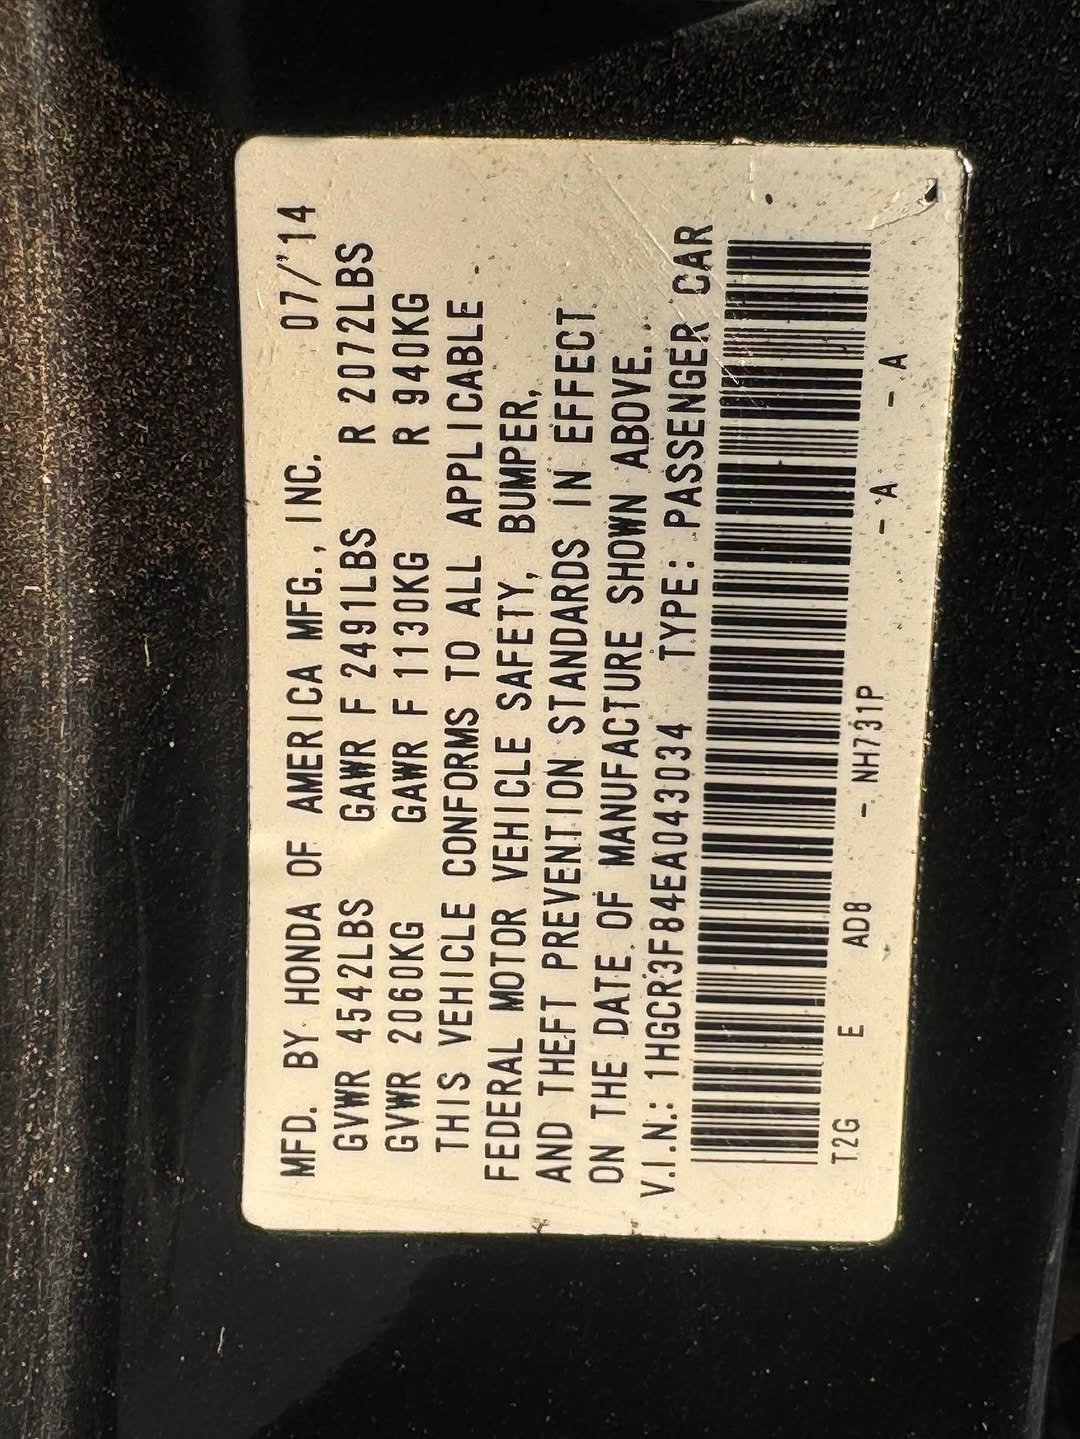 MFD. BY HONDA OF AMERICA MFG., INC. 07/'14
GVWR 4542LBS GAWR F 2491LBS R 2072LBS
GVWR 2060KG GAWR F 1130KG R 940KG
THIS VEHICLE CONFORMS TO ALL APPLICABLE
FEDERAL MOTOR VEHICLE SAFETY, BUMPER,
AND THEFT PREVENTION STANDARDS IN EFFECT
ON THE DATE OF MANUFACTURE SHOWN ABOVE.
V.I.N.: 1HGCR3F84EA043034 TYPE: PASSENGER CAR
T2G E AD8 - NH731P - A - A